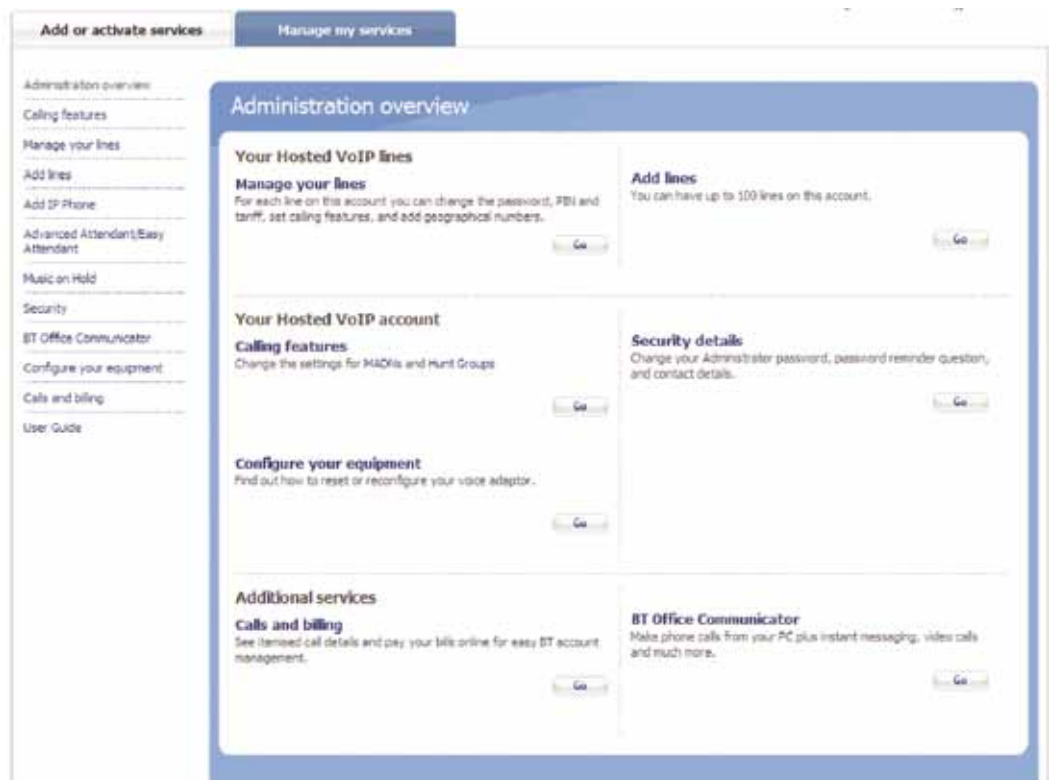 Add or activate services
Manage my services
Administration overview
Calling features
Manage your lines
Add lines
Add IP Phone
Advanced Attendant/Easy
Attendant
Music on Hold
Security
BT Office Communicator
Configure your equipment
Calls and billing
User Guide
Administration overview
Your Hosted VoIP lines
Manage your lines
For each line on this account you can change the password, PIN and
tariff, set calling features, and add geographical numbers.
Go
Add lines
You can have up to 100 lines on this account.
Go
Your Hosted VoIP account
Calling features
Change the settings for MADNs and Hunt Groups
Go
Security details
Change your Administrator password, password reminder question,
and contact details.
Go
Configure your equipment
Find out how to reset or reconfigure your voice adaptor.
Go
Additional services
Calls and billing
See itemised call details and pay your bills online for easy BT account
management.
Go
BT Office Communicator
Make phone calls from your PC plus instant messaging, video calls
and much more.
Go